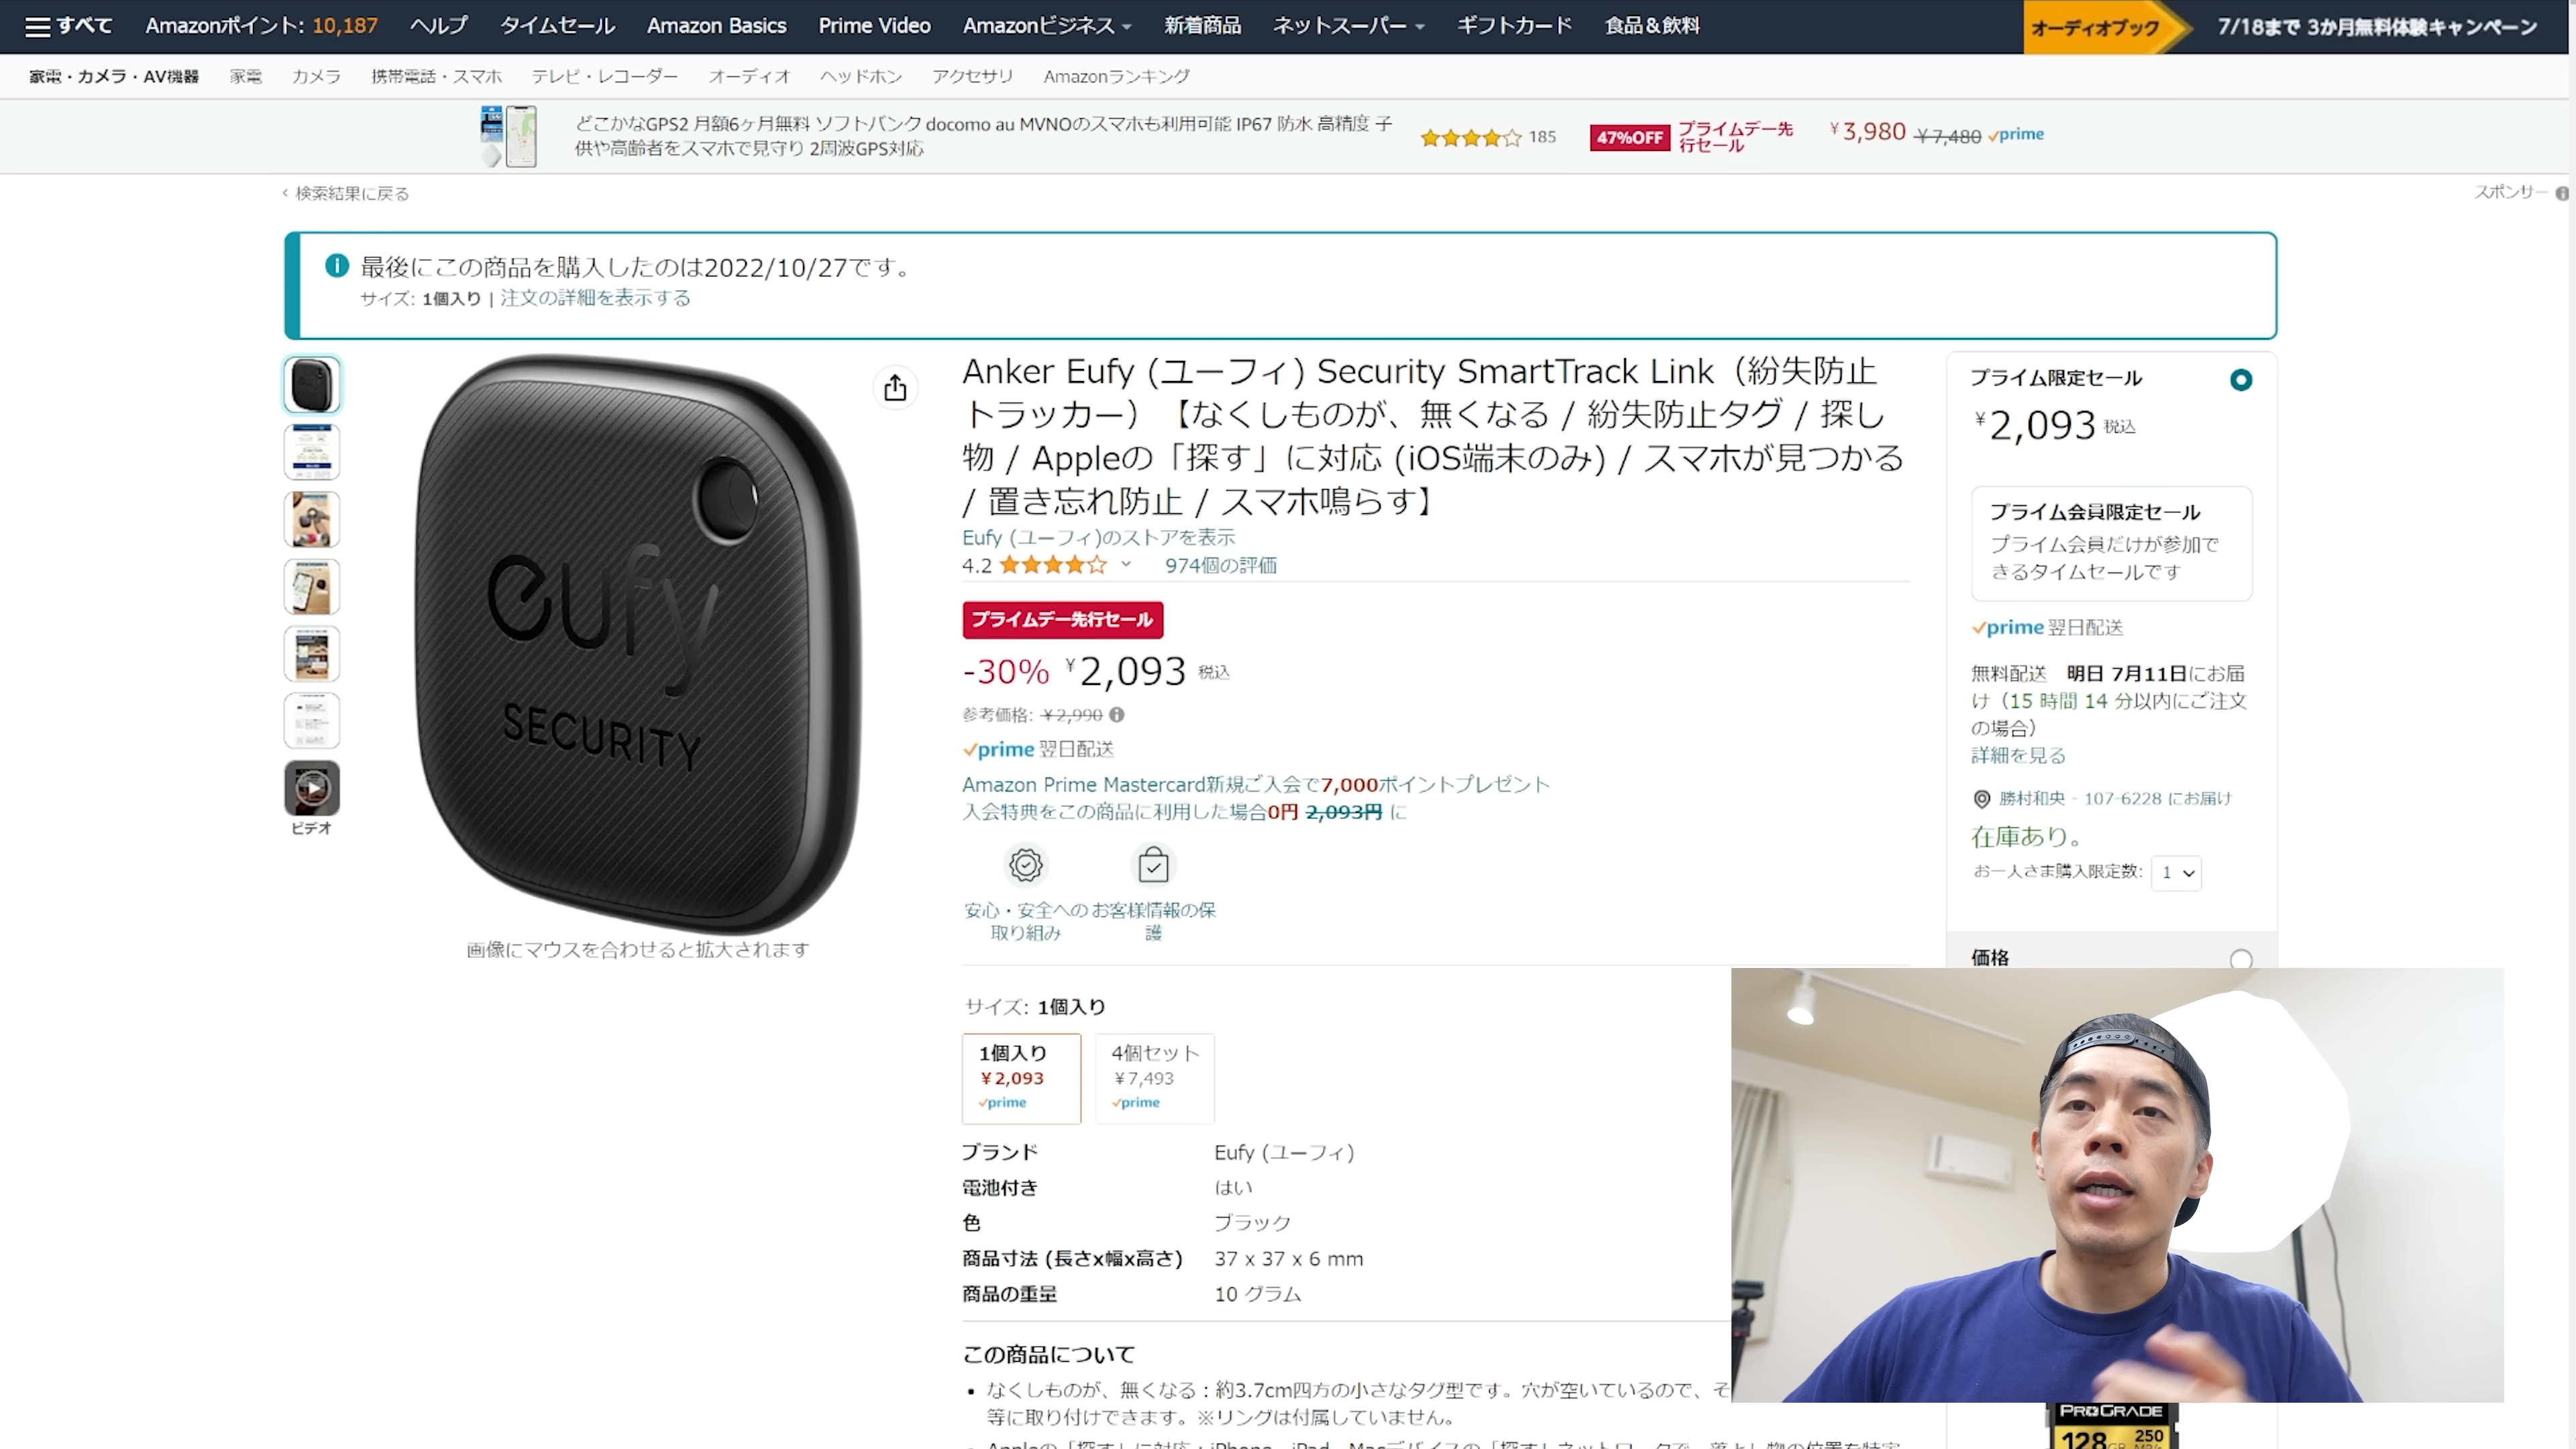 すべて Amazonポイント: 10,187 ヘルプ タイムセール Amazon Basics Prime Video Amazonビジネス 新着商品 ネットスーパー ギフトカード 食品&飲料 オーディオブック 7/18まで 3か月無料体験キャンペーン
家電・カメラ・AV機器 家電 カメラ 携帯電話・スマホ テレビ・レコーダー オーディオ ヘッドホン アクセサリ Amazonランキング
どこかなGPS2 月額6ヶ月無料 ソフトバンク docomo au MVNOのスマホも利用可能 IP67 防水 高精度 子
供や高齢者をスマホで見守り 2周波GPS対応
185
47%OFF
プライムデー先
行セール
¥3,980 ¥7,480 prime
検索結果に戻る
スポンサー
最後にこの商品を購入したのは2022/10/27です。
サイズ: 1個入り | 注文の詳細を表示する
ビデオ
eufy
SECURITY
画像にマウスを合わせると拡大されます
Anker Eufy (ユーフィ) Security SmartTrack Link（紛失防止
トラッカー）【なくしものが、無くなる / 紛失防止タグ / 探し
物 / Appleの「探す」に対応 (iOS端末のみ) / スマホが見つかる
/ 置き忘れ防止 / スマホ鳴らす】
Eufy (ユーフィ)のストアを表示
4.2 974個の評価
プライムデー先行セール
-30% ¥2,093 税込
参考価格: ¥2,990
prime 翌日配送
Amazon Prime Mastercard新規ご入会で7,000ポイントプレゼント
入会特典をこの商品に利用した場合0円 2,093円 に
安心・安全への
取り組み
お客様情報の保
護
サイズ: 1個入り
1個入り
¥2,093
prime
4個セット
¥7,493
prime
ブランド Eufy (ユーフィ)
電池付き はい
色 ブラック
商品寸法 (長さx幅x高さ) 37 x 37 x 6 mm
商品の重量 10 グラム
この商品について
• なくしものが、無くなる：約3.7cm四方の小さなタグ型です。穴が空いているので、そ
等に取り付けできます。※リングは付属していません。
プライム限定セール
¥2,093 税込
プライム会員限定セール
プライム会員だけが参加で
きるタイムセールです
prime 翌日配送
無料配送 明日 7月11日にお届
け（15 時間 14 分以内にご注文
の場合）
詳細を見る
勝村和央 - 107-6228 にお届け
在庫あり。
お一人さま購入限定数: 1
価格
PROGRADE
128GB 250